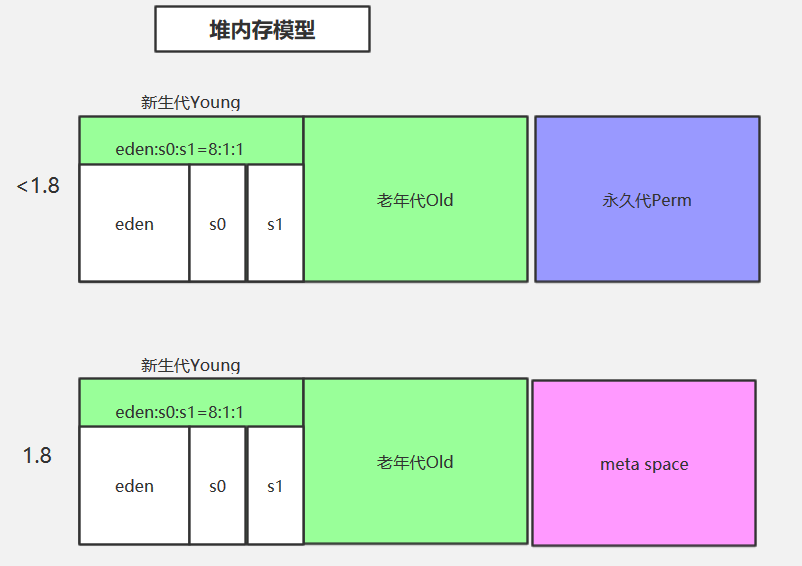 堆内存模型
新生代Young
eden:s0:s1=8:1:1
<1.8
eden
s0
s1
老年代Old
永久代Perm
新生代Young
eden:s0:s1=8:1:1
1.8
eden
s0
s1
老年代Old
meta space